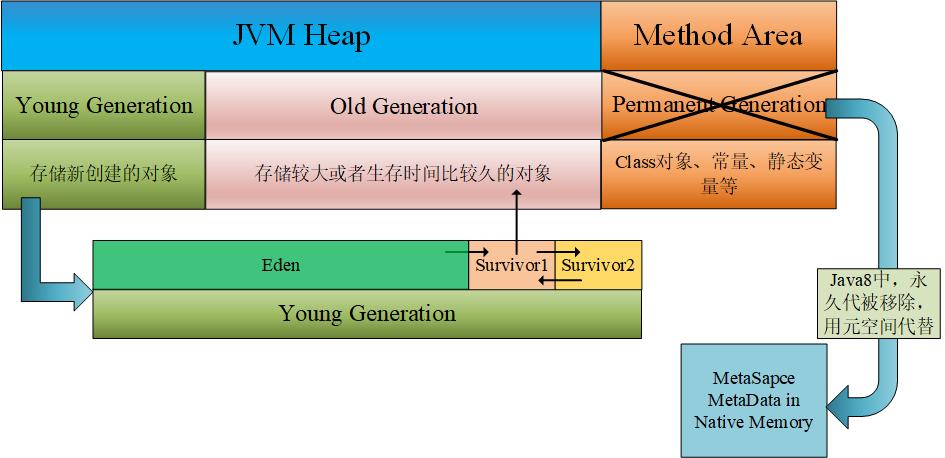 JVM Heap
Method Area
Young Generation
Old Generation
Permanent Generation
存储新创建的对象
存储较大或者生存时间比较久的对象
Class对象、常量、静态变
量等
Eden
Survivor1
Survivor2
Young Generation
Java8中，永
久代被移除，
用元空间代替
MetaSapce
MetaData in
Native Memory